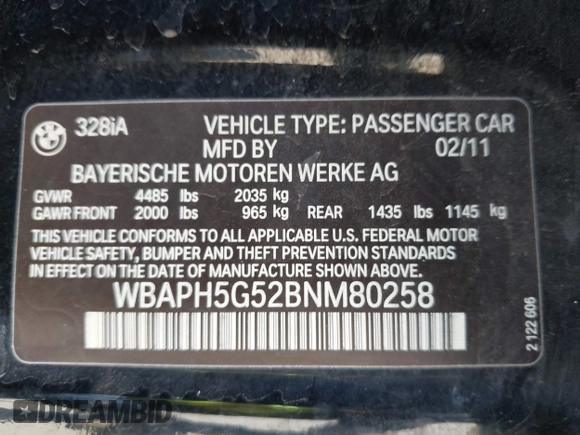 BMW
328iA VEHICLE TYPE: PASSENGER CAR
MFD BY 02/11
BAYERISCHE MOTOREN WERKE AG
GVWR 4485 lbs 2035 kg
GAWR FRONT 2000 lbs 965 kg REAR 1435 lbs 1145 kg
THIS VEHICLE CONFORMS TO ALL APPLICABLE U.S. FEDERAL MOTOR
VEHICLE SAFETY, BUMPER AND THEFT PREVENTION STANDARDS
IN EFFECT ON THE DATE OF MANUFACTURE SHOWN ABOVE.
WBAPH5G52BNM80258
2 122 606
DREAMBID